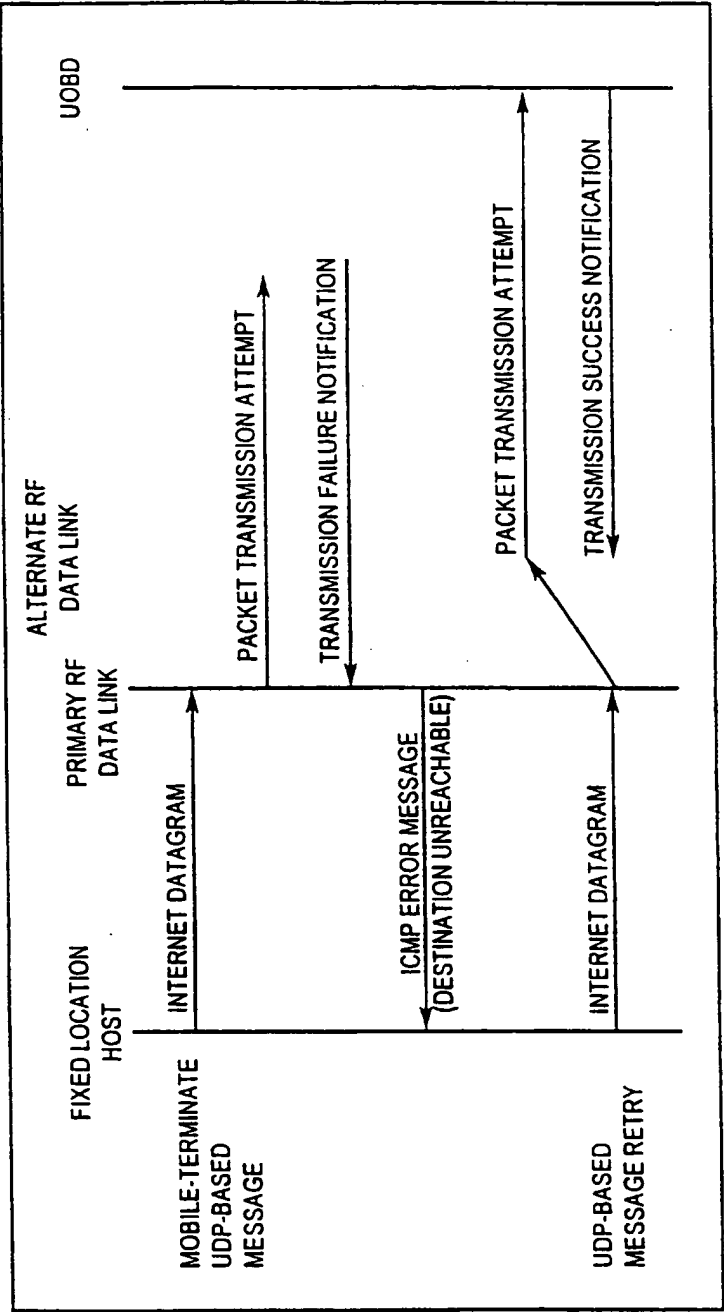 FIXED LOCATION
HOST
PRIMARY RF
DATA LINK
ALTERNATE RF
DATA LINK
UOBD
MOBILE-TERMINATE
UDP-BASED
MESSAGE
INTERNET DATAGRAM
PACKET TRANSMISSION ATTEMPT
TRANSMISSION FAILURE NOTIFICATION
ICMP ERROR MESSAGE
(DESTINATION UNREACHABLE)
UDP-BASED
MESSAGE RETRY
INTERNET DATAGRAM
PACKET TRANSMISSION ATTEMPT
TRANSMISSION SUCCESS NOTIFICATION